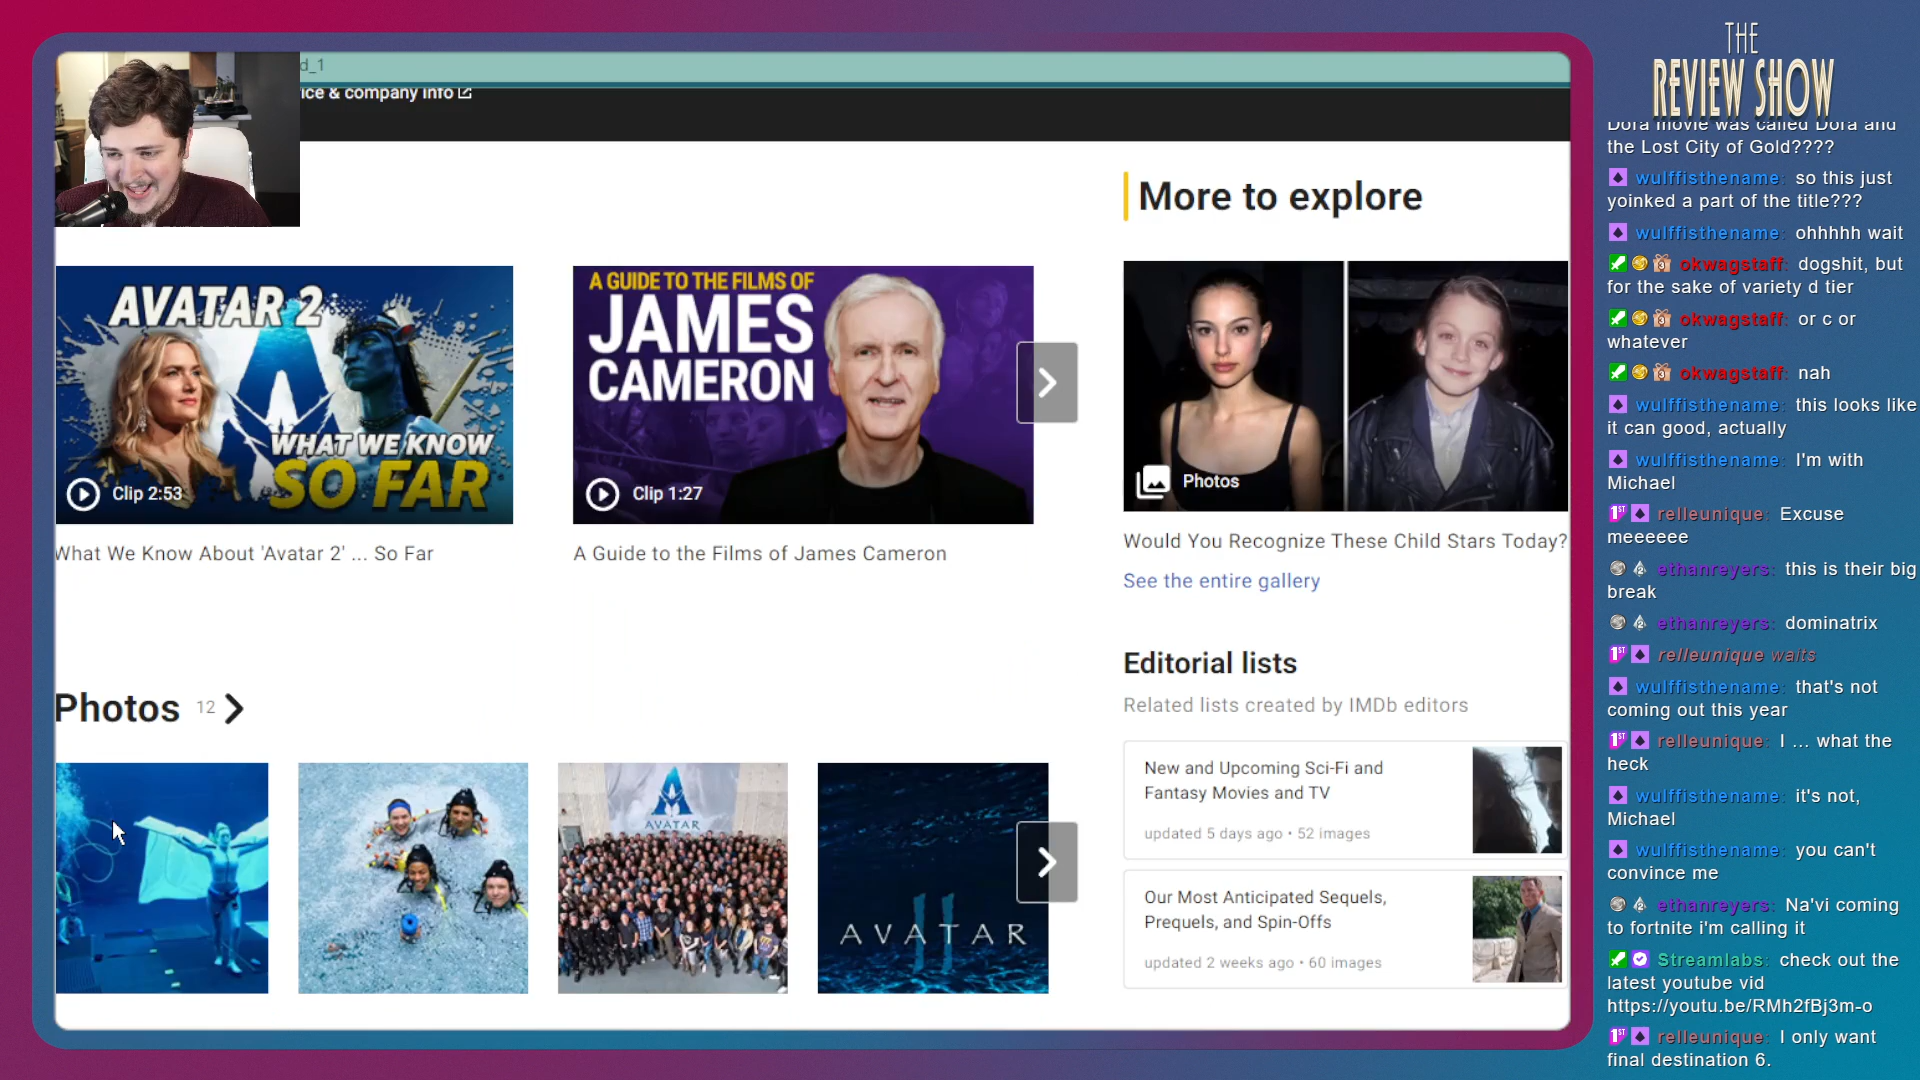 d_1
ice & company info
THE
REVIEW SHOW
Dora movie was called Dora and
the Lost City of Gold????
wulffisthename: so this just
yoinked a part of the title???
wulffisthename: ohhhhh wait
okwagstaff: dogshit, but
for the sake of variety d tier
okwagstaff: or c or
whatever
okwagstaff: nah
wulffisthename: this looks like
it can good, actually
wulffisthename: I'm with
Michael
relleunique: Excuse
meeeeee
ethanreyers: this is their big
break
ethanreyers: dominatrix
relleunique waits
wulffisthename: that's not
coming out this year
relleunique: I ... what the
heck
wulffisthename: it's not,
Michael
wulffisthename: you can't
convince me
ethanreyers: Na'vi coming
to fortnite i'm calling it
Streamlabs: check out the
latest youtube vid
https://youtu.be/RMh2fBj3m-o
relleunique: I only want
final destination 6.
AVATAR 2
WHAT WE KNOW
SO FAR
Clip 2:53
What We Know About 'Avatar 2' ... So Far
A GUIDE TO THE FILMS OF
JAMES
CAMERON
Clip 1:27
A Guide to the Films of James Cameron
Photos 12
AVATAR
AVATAR
More to explore
Photos
Would You Recognize These Child Stars Today?
See the entire gallery
Editorial lists
Related lists created by IMDb editors
New and Upcoming Sci-Fi and
Fantasy Movies and TV
updated 5 days ago • 52 images
Our Most Anticipated Sequels,
Prequels, and Spin-Offs
updated 2 weeks ago • 60 images